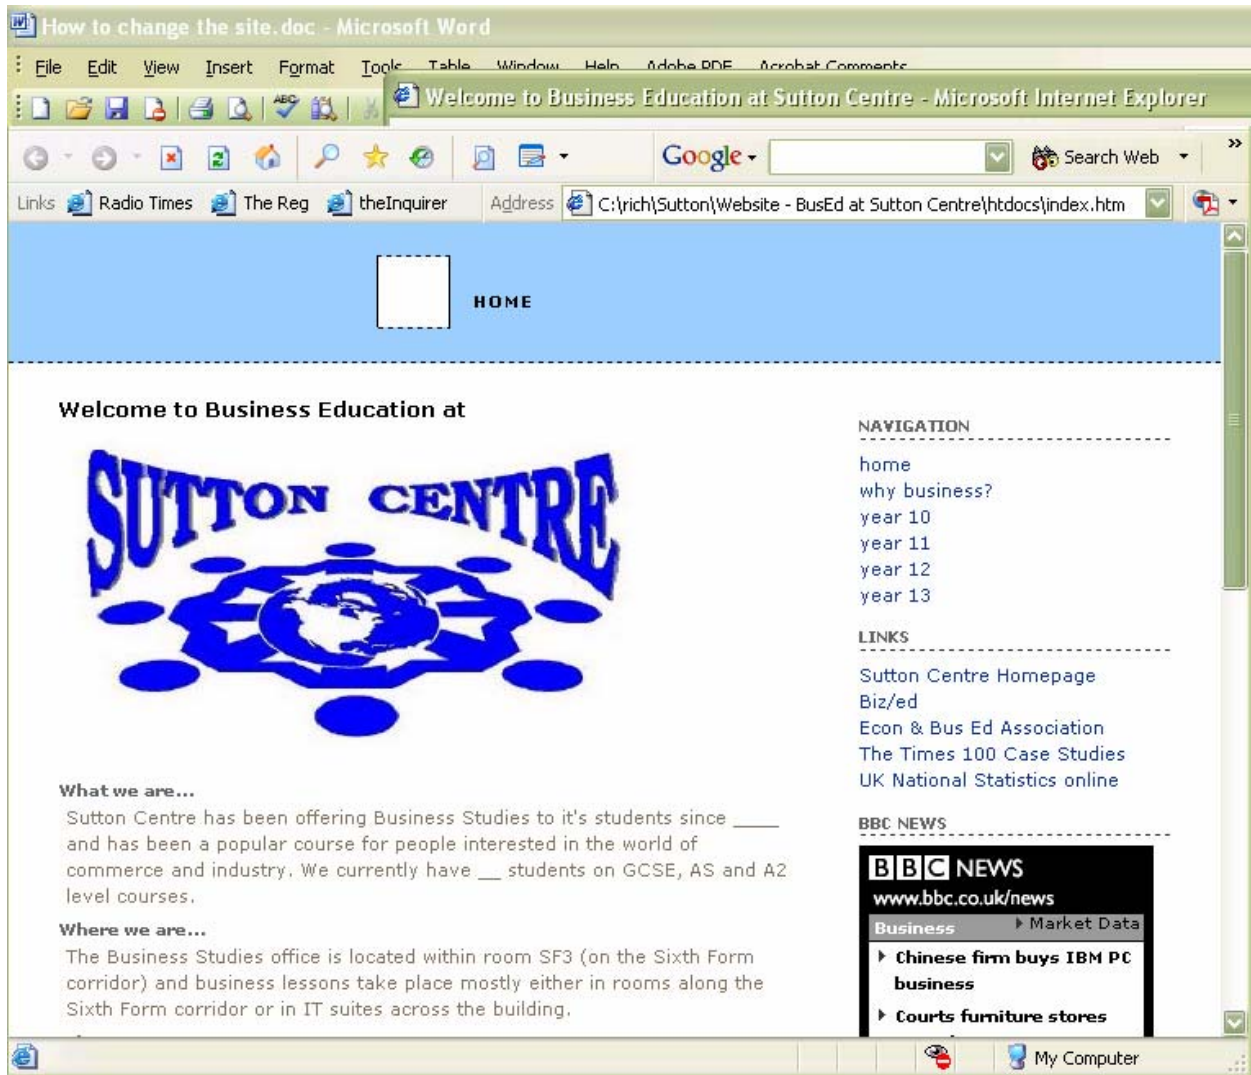 How to change the site.doc - Microsoft Word
File Edit View Insert Format Tools Table Window Help Adobe PDF Acrobat Comments
Welcome to Business Education at Sutton Centre - Microsoft Internet Explorer
Google Search Web »
Links Radio Times The Reg theInquirer Address C:\rich\Sutton\Website - BusEd at Sutton Centre\htdocs\index.htm
HOME
Welcome to Business Education at
SUTTON CENTRE
What we are...
Sutton Centre has been offering Business Studies to it's students since ____
and has been a popular course for people interested in the world of
commerce and industry. We currently have __ students on GCSE, AS and A2
level courses.
Where we are...
The Business Studies office is located within room SF3 (on the Sixth Form
corridor) and business lessons take place mostly either in rooms along the
Sixth Form corridor or in IT suites across the building.
NAVIGATION
home
why business?
year 10
year 11
year 12
year 13
LINKS
Sutton Centre Homepage
Biz/ed
Econ & Bus Ed Association
The Times 100 Case Studies
UK National Statistics online
BBC NEWS
BBC NEWS
www.bbc.co.uk/news
Business Market Data
Chinese firm buys IBM PC
business
Courts furniture stores
My Computer